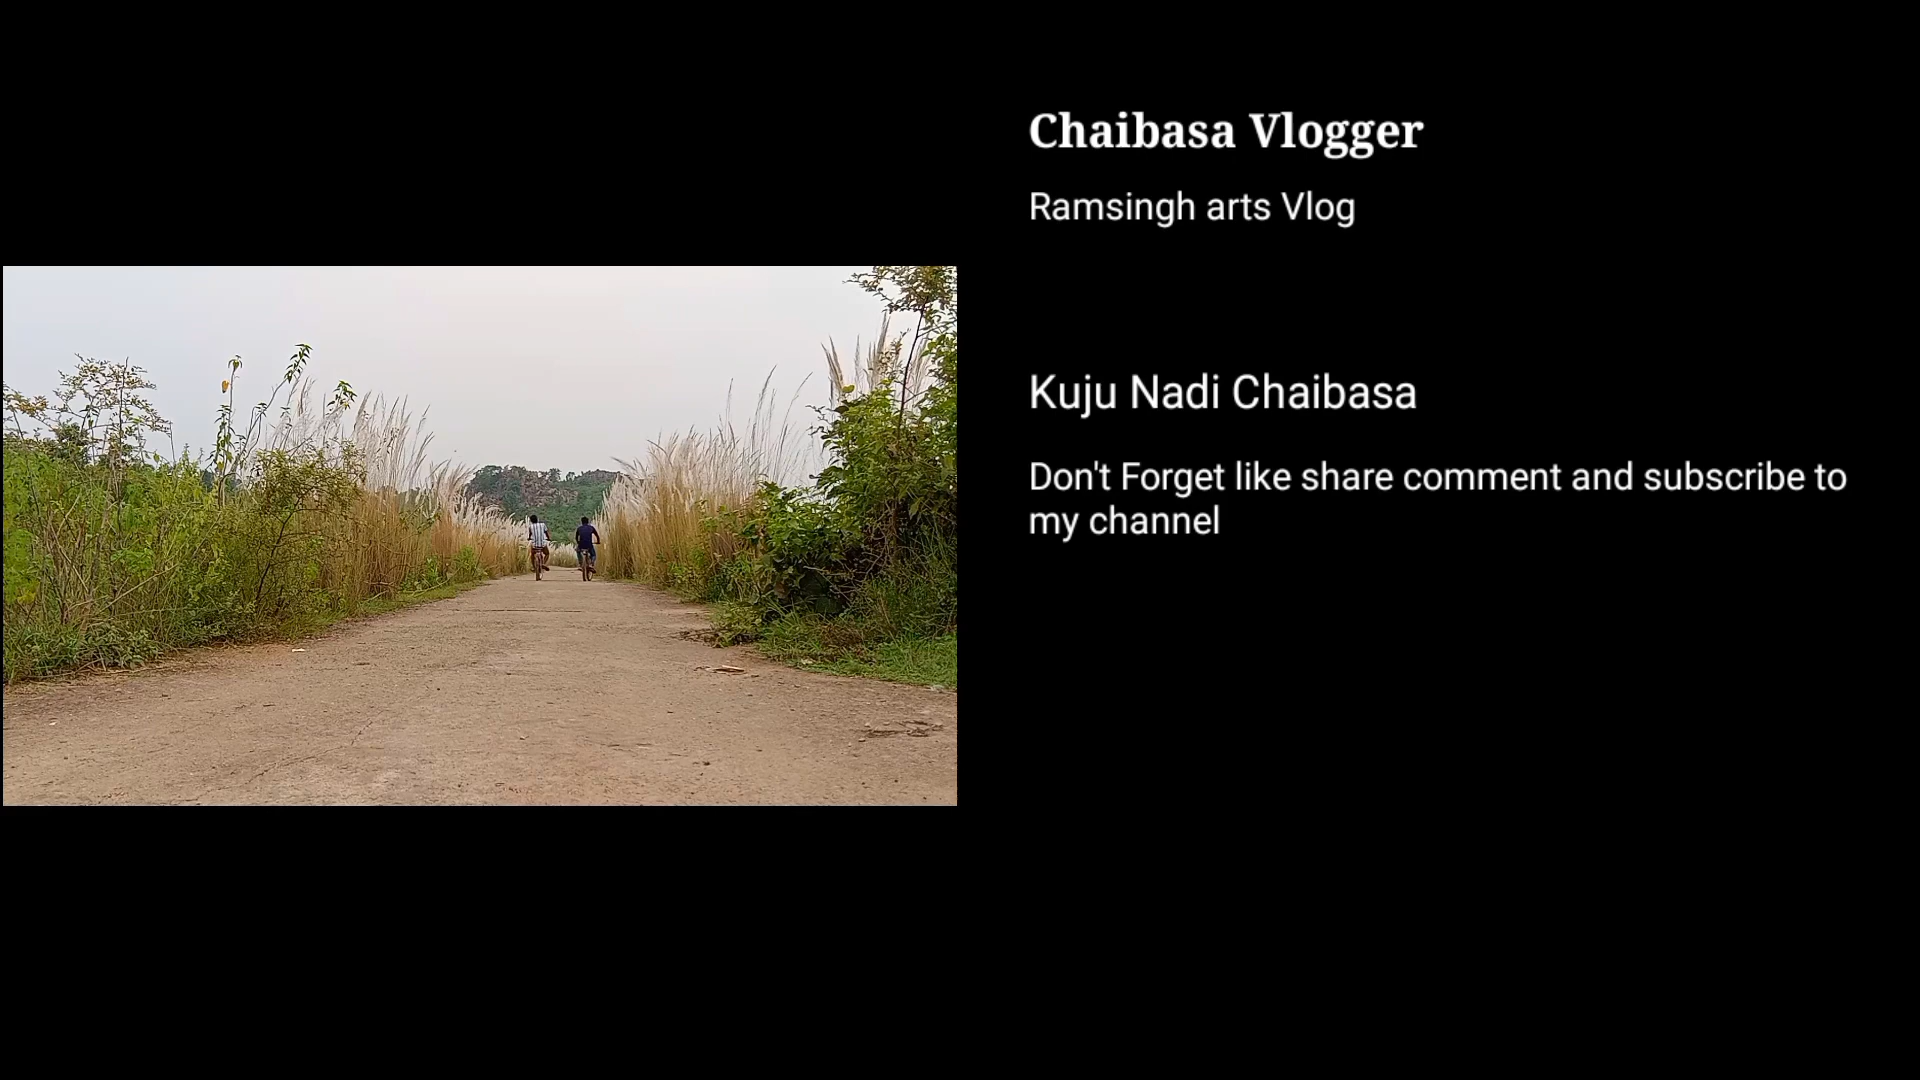 Chaibasa Vlogger
Ramsingh arts Vlog
Kuju Nadi Chaibasa
Don't Forget like share comment and subscribe to
my channel